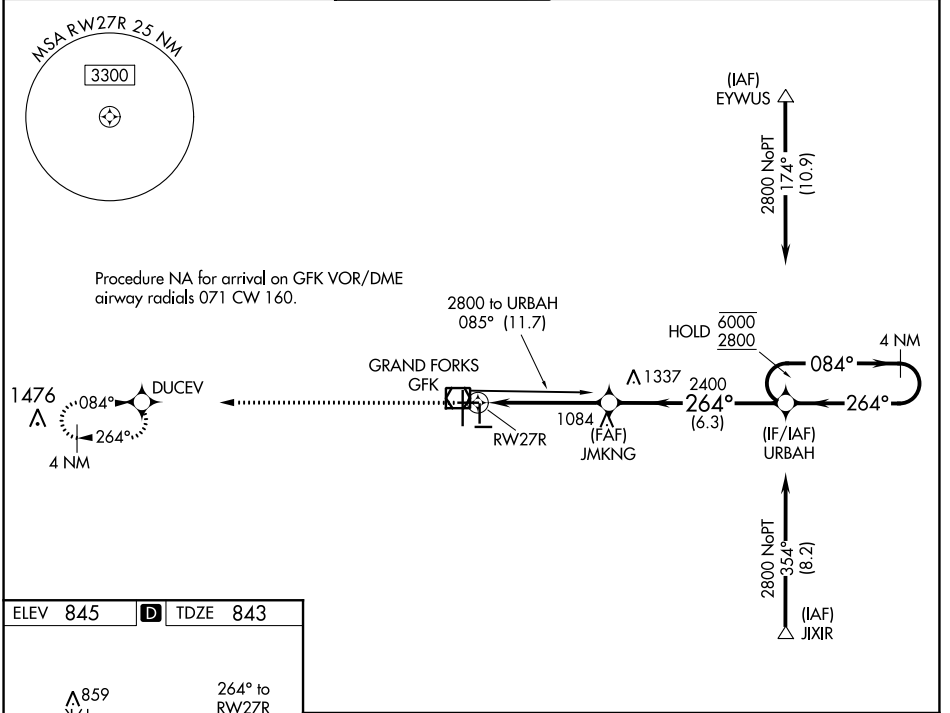 MSA RW27R 25 NM
3300
(IAF)
EYWUS
2800 NoPT
174°
(10.9)
Procedure NA for arrival on GFK VOR/DME
airway radials 071 CW 160.
2800 to URBAH
085° (11.7)
HOLD 6000
2800
4 NM
084°
264°
GRAND FORKS
GFK
1337
1476
DUCEV
084°
264°
4 NM
RW27R
1084
(FAF)
JMKNG
2400
264°
(6.3)
(IF/IAF)
URBAH
2800 NoPT
354°
(8.2)
(IAF)
JIXIR
ELEV 845 D TDZE 843
859
264° to
RW27R